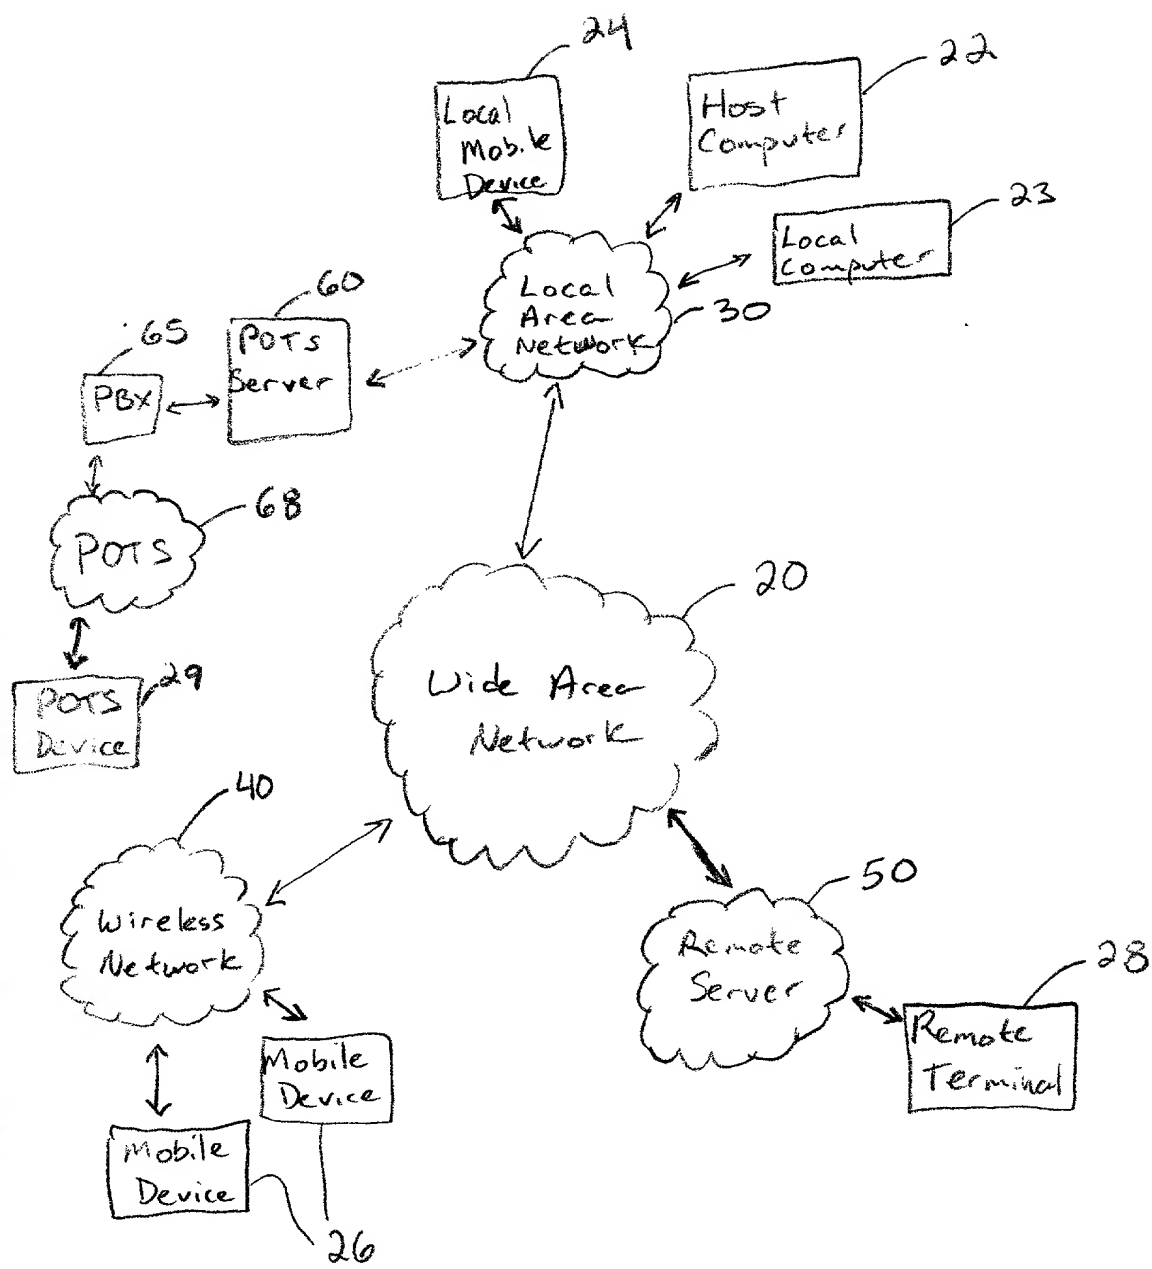 24
Local
Mobile
Device
22
Host
Computer
23
Local
Computer
Local
Area
Network
30
60
POTS
Server
65
PBX
68
POTS
29
POTS
Device
20
Wide Area
Network
40
Wireless
Network
50
Remote
Server
28
Remote
Terminal
Mobile
Device
Mobile
Device
26